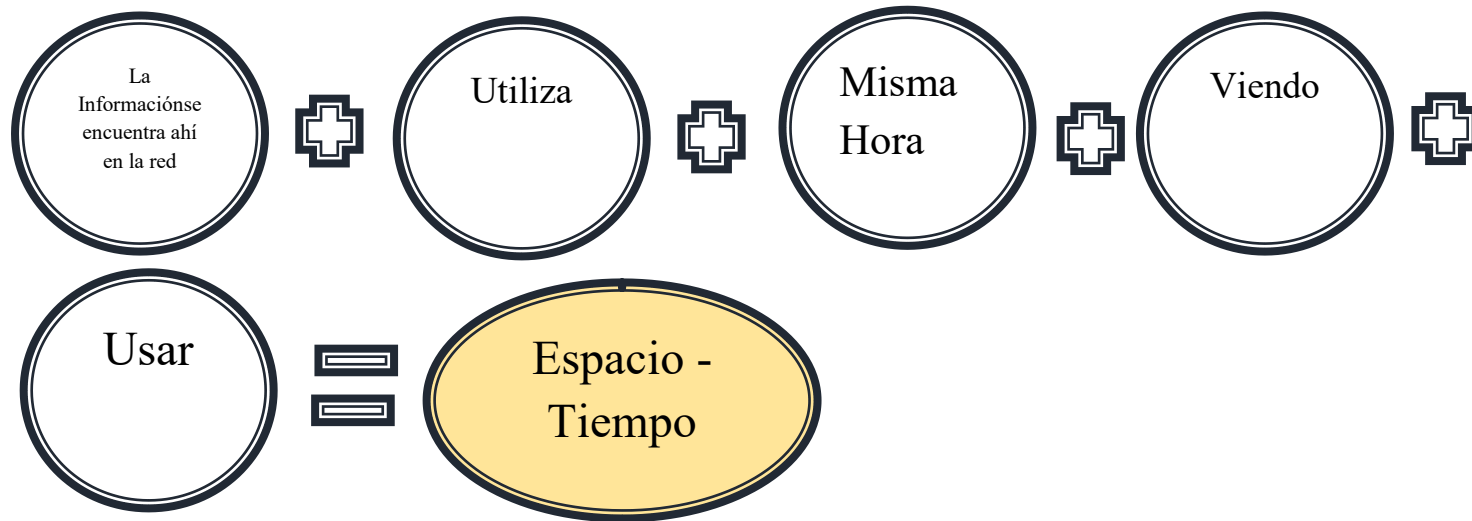 La
Informaciónse
encuentra ahí
en la red
Utiliza
Misma
Hora
Viendo
Usar
Espacio -
Tiempo